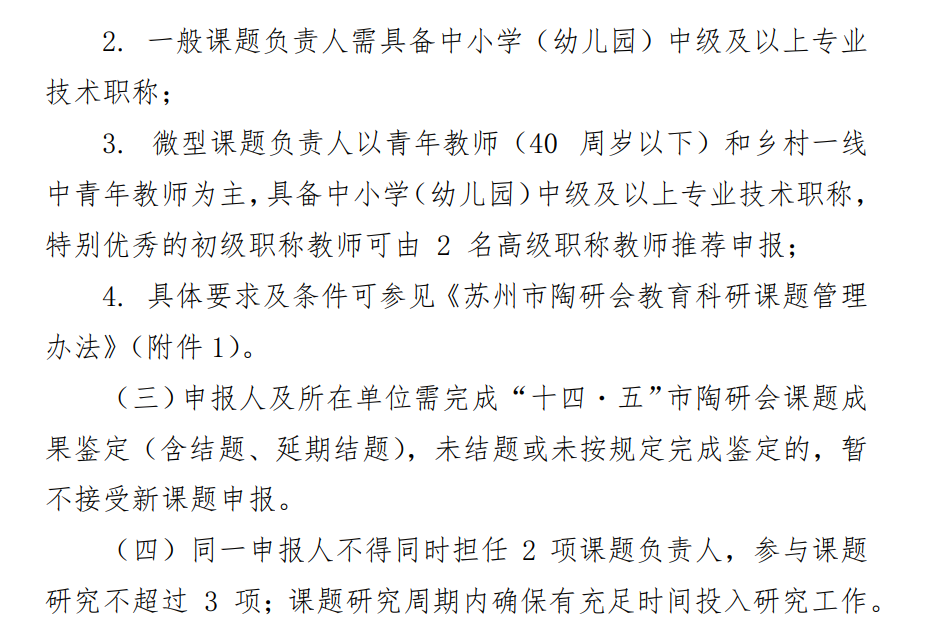 2. 一般课题负责人需具备中小学（幼儿园）中级及以上专业
技术职称；
3. 微型课题负责人以青年教师（40 周岁以下）和乡村一线
中青年教师为主，具备中小学（幼儿园）中级及以上专业技术职称，
特别优秀的初级职称教师可由 2 名高级职称教师推荐申报；
4. 具体要求及条件可参见《苏州市陶研会教育科研课题管理
办法》（附件1）。
（三）申报人及所在单位需完成“十四·五”市陶研会课题成
果鉴定（含结题、延期结题），未结题或未按规定完成鉴定的，暂
不接受新课题申报。
（四）同一申报人不得同时担任 2 项课题负责人，参与课题
研究不超过 3 项；课题研究周期内确保有充足时间投入研究工作。